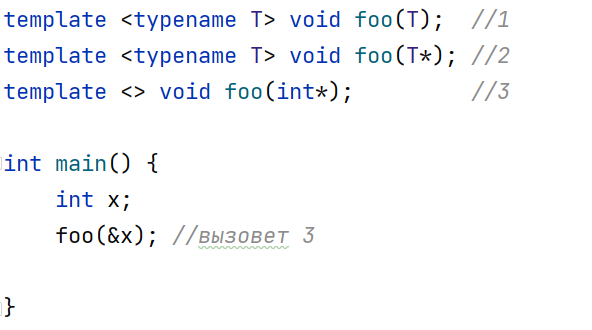 template <typename T> void foo(T);  //1
template <typename T> void foo(T*); //2
template <> void foo(int*);         //3
int main() {
    int x;
    foo(&x); //вызовет 3
}